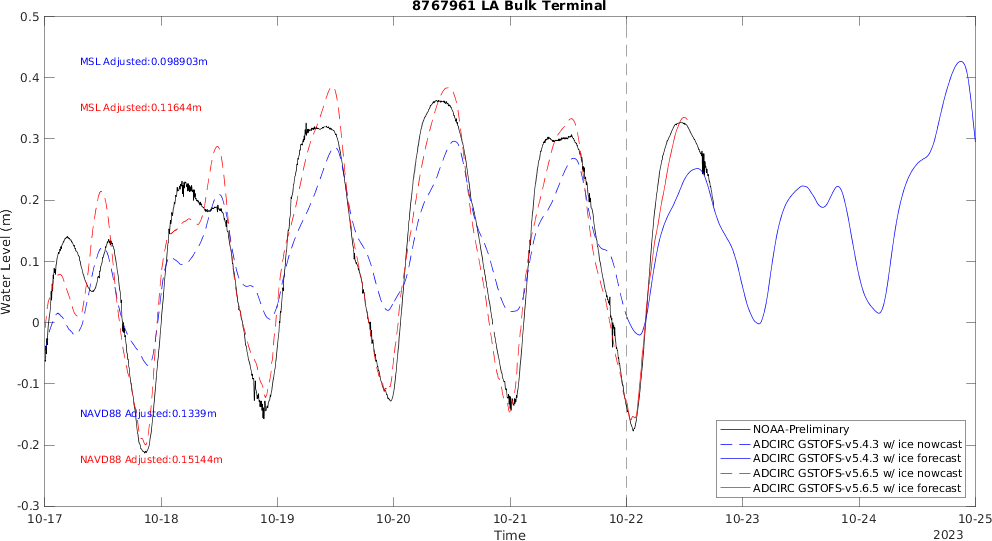 8767961 LA Bulk Terminal
0.5
0.4
0.3
0.2
0.1
0
-0.1
-0.2
-0.3
Water Level (m)
MSL Adjusted:0.098903m
MSL Adjusted:0.11644m
NAVD88 Adjusted:0.1339m
NAVD88 Adjusted:0.15144m
NOAA-Preliminary
ADCIRC GSTOFS-v5.4.3 w/ ice nowcast
ADCIRC GSTOFS-v5.4.3 w/ ice forecast
ADCIRC GSTOFS-v5.6.5 w/ ice nowcast
ADCIRC GSTOFS-v5.6.5 w/ ice forecast
10-17 10-18 10-19 10-20 10-21 10-22 10-23 10-24 10-25
Time
2023